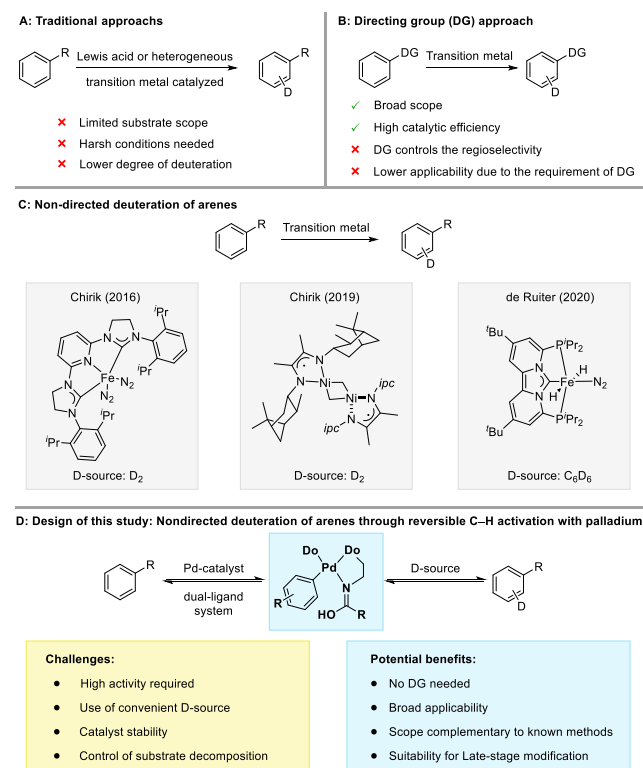 A: Traditional approachs
R
Lewis acid or heterogeneous
transition metal catalyzed
R
D
Limited substrate scope
Harsh conditions needed
Lower degree of deuteration
B: Directing group (DG) approach
DG
Transition metal
DG
D
Broad scope
High catalytic efficiency
DG controls the regioselectivity
Lower applicability due to the requirement of DG
C: Non-directed deuteration of arenes
R
Transition metal
R
D
Chirik (2016)
iPr
N
N
N
iPr
Fe
N2
N2
N
N
iPr
iPr
D-source: D2
Chirik (2019)
N
N
Ni
Ni
N
N
ipc
ipc
D-source: D2
de Ruiter (2020)
tBu
PiPr2
N
H
Fe
N2
H
N
PiPr2
tBu
D-source: C6D6
D: Design of this study: Nondirected deuteration of arenes through reversible C–H activation with palladium
R
Pd-catalyst
dual-ligand
system
Do
Do
Pd
N
R
HO
R
D-source
R
D
Challenges:
● High activity required
● Use of convenient D-source
● Catalyst stability
● Control of substrate decomposition
Potential benefits:
● No DG needed
● Broad applicability
● Scope complementary to known methods
● Suitability for Late-stage modification